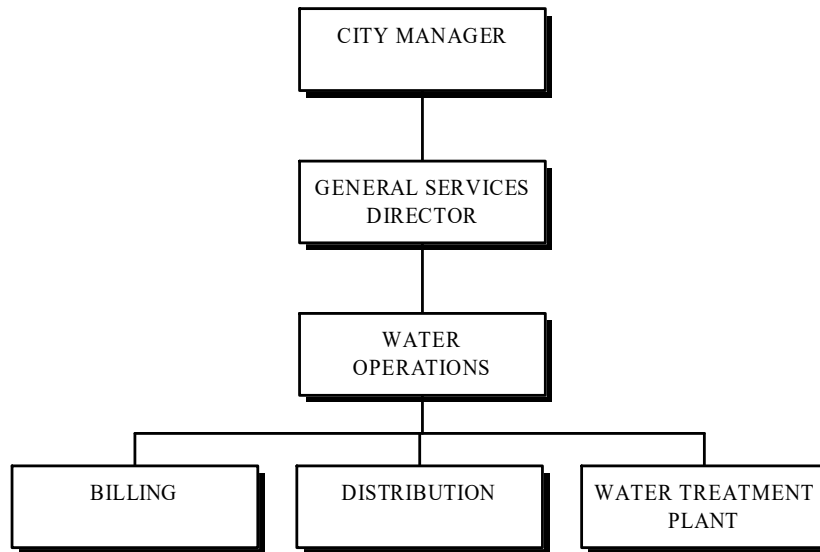 CITY MANAGER
GENERAL SERVICES
DIRECTOR
WATER
OPERATIONS
BILLING
DISTRIBUTION
WATER TREATMENT
PLANT